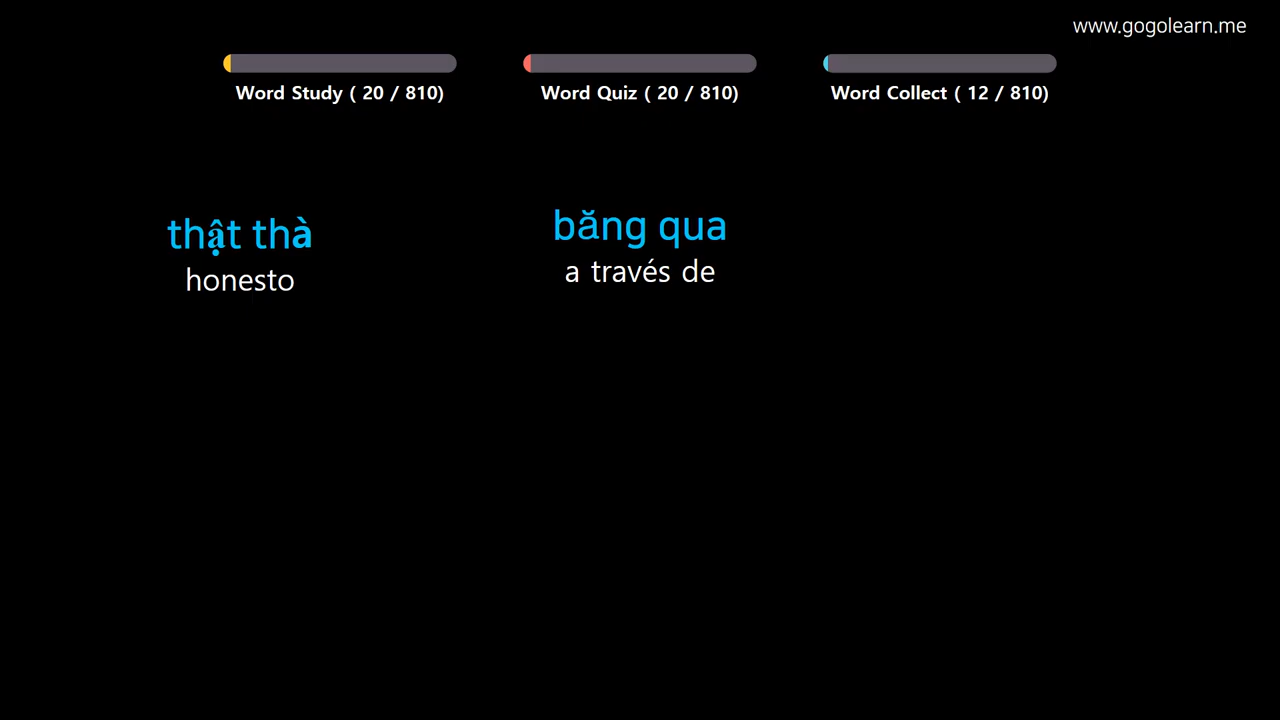 www.gogolearn.me
Word Study ( 20 / 810)
Word Quiz ( 20 / 810)
Word Collect ( 12 / 810)
thật thà
honesto
băng qua
a través de